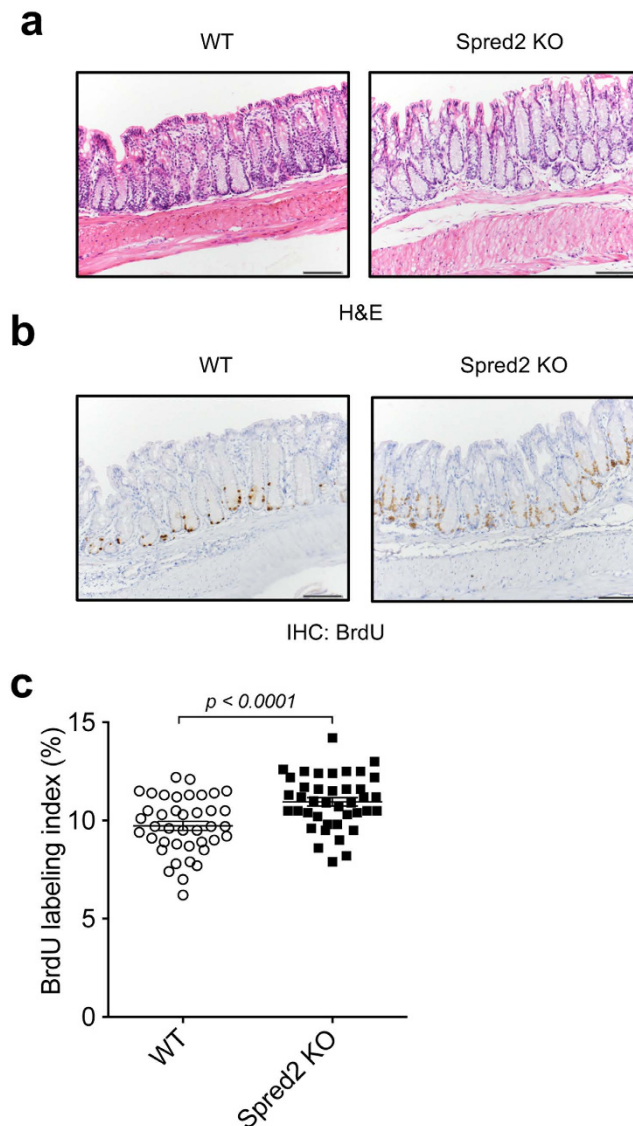 a
WT
Spred2 KO
H&E
b
WT
Spred2 KO
IHC: BrdU
c
p < 0.0001
BrdU labeling index (%)
15
10
5
0
WT
Spred2 KO